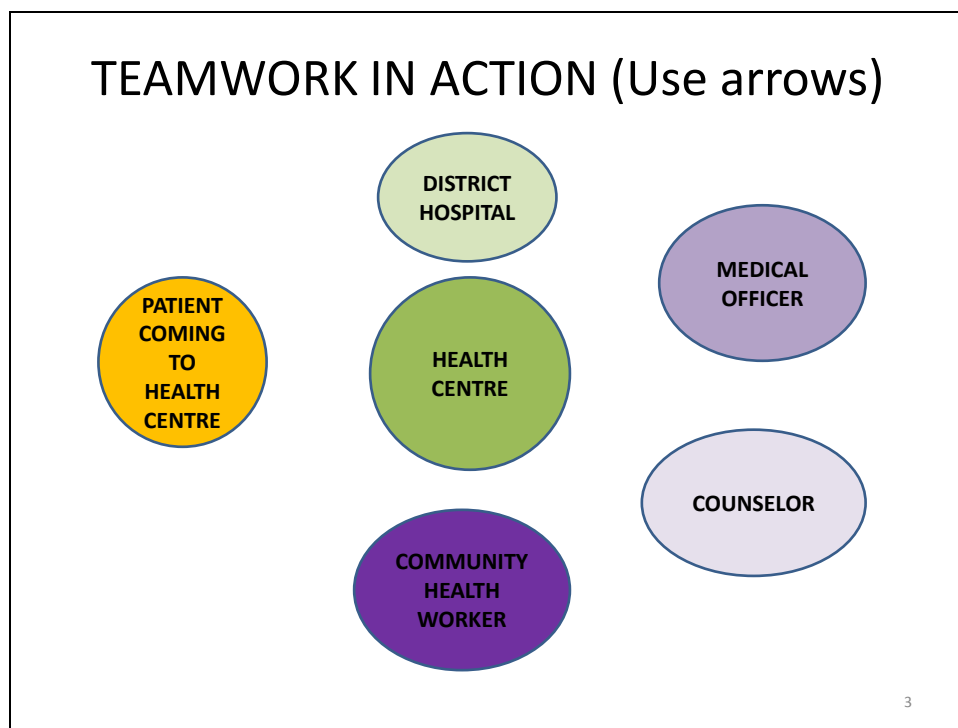 TEAMWORK IN ACTION (Use arrows)
DISTRICT
HOSPITAL
MEDICAL
OFFICER
PATIENT
COMING
TO
HEALTH
CENTRE
HEALTH
CENTRE
COUNSELOR
COMMUNITY
HEALTH
WORKER
3